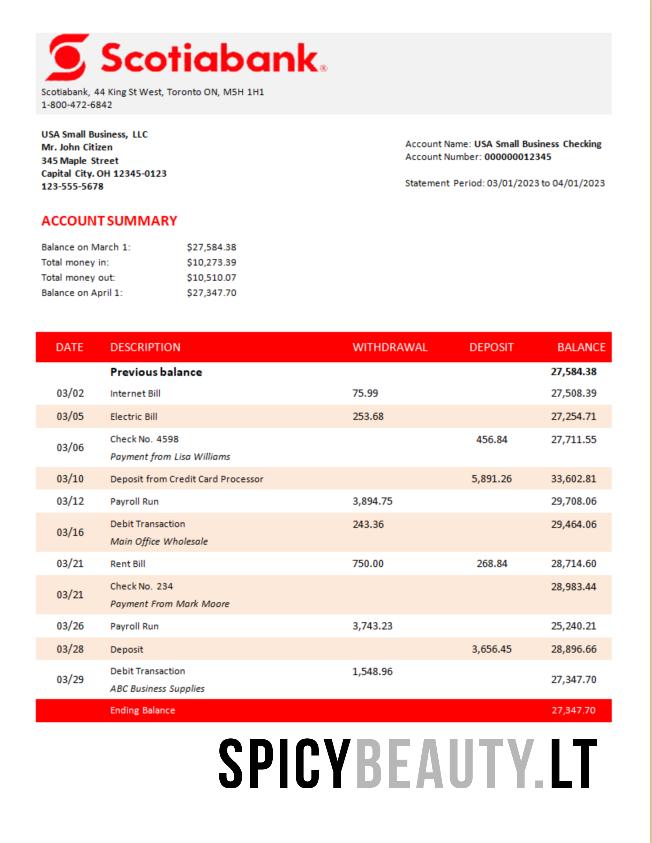 Scotiabank®
Scotiabank, 44 King St West, Toronto ON, M5H 1H1
1-800-472-6842
USA Small Business, LLC
Mr. John Citizen
345 Maple Street
Capital City. OH 12345-0123
123-555-5678
Account Name: USA Small Business Checking
Account Number: 000000012345
Statement Period: 03/01/2023 to 04/01/2023
ACCOUNT SUMMARY
Balance on March 1: $27,584.38
Total money in: $10,273.39
Total money out: $10,510.07
Balance on April 1: $27,347.70
DATE DESCRIPTION WITHDRAWAL DEPOSIT BALANCE
Previous balance 27,584.38
03/02 Internet Bill 75.99 27,508.39
03/05 Electric Bill 253.68 27,254.71
03/06 Check No. 4598 456.84 27,711.55
Payment from Lisa Williams
03/10 Deposit from Credit Card Processor 5,891.26 33,602.81
03/12 Payroll Run 3,894.75 29,708.06
03/16 Debit Transaction 243.36 29,464.06
Main Office Wholesale
03/21 Rent Bill 750.00 268.84 28,714.60
03/21 Check No. 234 28,983.44
Payment From Mark Moore
03/26 Payroll Run 3,743.23 25,240.21
03/28 Deposit 3,656.45 28,896.66
03/29 Debit Transaction 1,548.96 27,347.70
ABC Business Supplies
Ending Balance 27,347.70
SPICYBEAUTY.LT